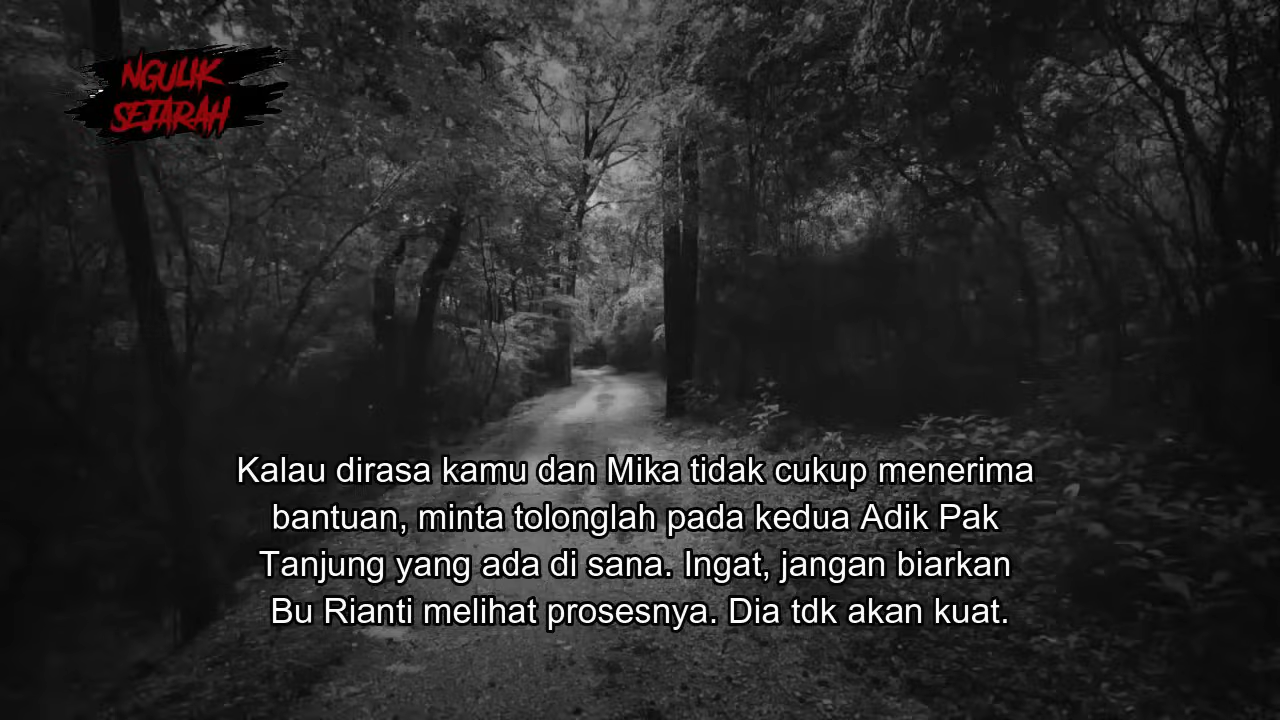 NGULIK
SEJARAH
Kalau dirasa kamu dan Mika tidak cukup menerima
bantuan, minta tolonglah pada kedua Adik Pak
Tanjung yang ada di sana. Ingat, jangan biarkan
Bu Rianti melihat prosesnya. Dia tdk akan kuat.